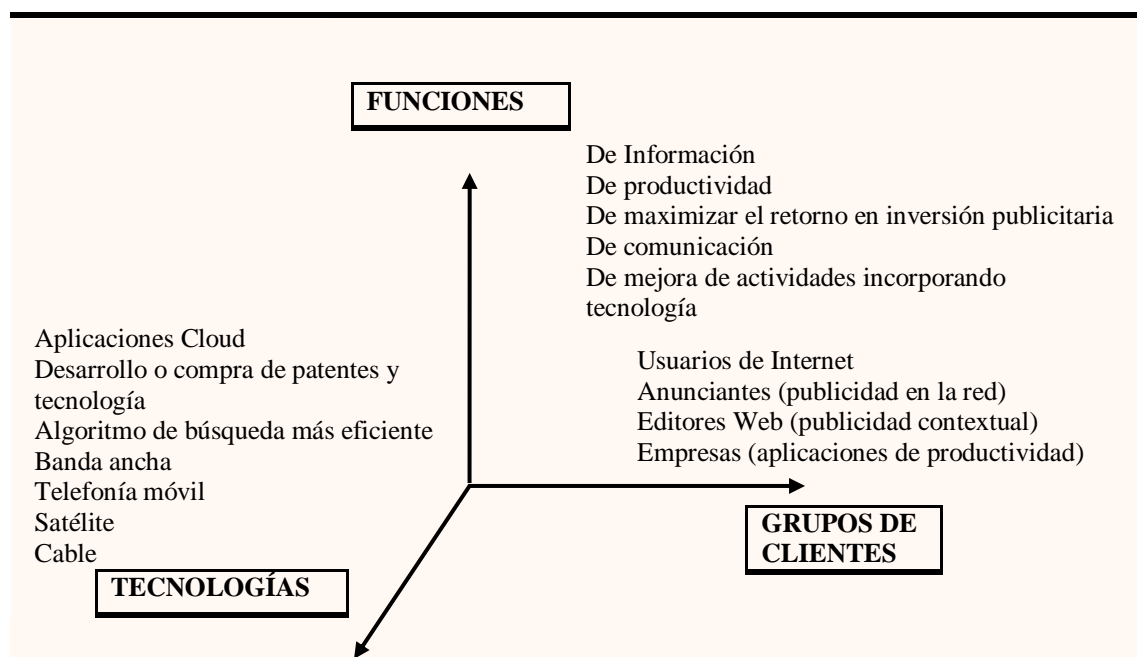 FUNCIONES
De Información
De productividad
De maximizar el retorno en inversión publicitaria
De comunicación
De mejora de actividades incorporando
tecnología
Aplicaciones Cloud
Desarrollo o compra de patentes y
tecnología
Algoritmo de búsqueda más eficiente
Banda ancha
Telefonía móvil
Satélite
Cable
TECNOLOGÍAS
Usuarios de Internet
Anunciantes (publicidad en la red)
Editores Web (publicidad contextual)
Empresas (aplicaciones de productividad)
GRUPOS DE
CLIENTES